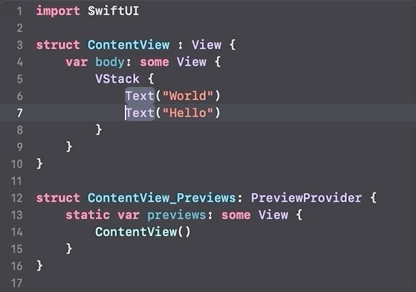 1 import SwiftUI
2
3 struct ContentView : View {
4     var body: some View {
5         VStack {
6             Text("World")
7             Text("Hello")
8         }
9     }
10 }
11
12 struct ContentView_Previews: PreviewProvider {
13     static var previews: some View {
14         ContentView()
15     }
16 }
17